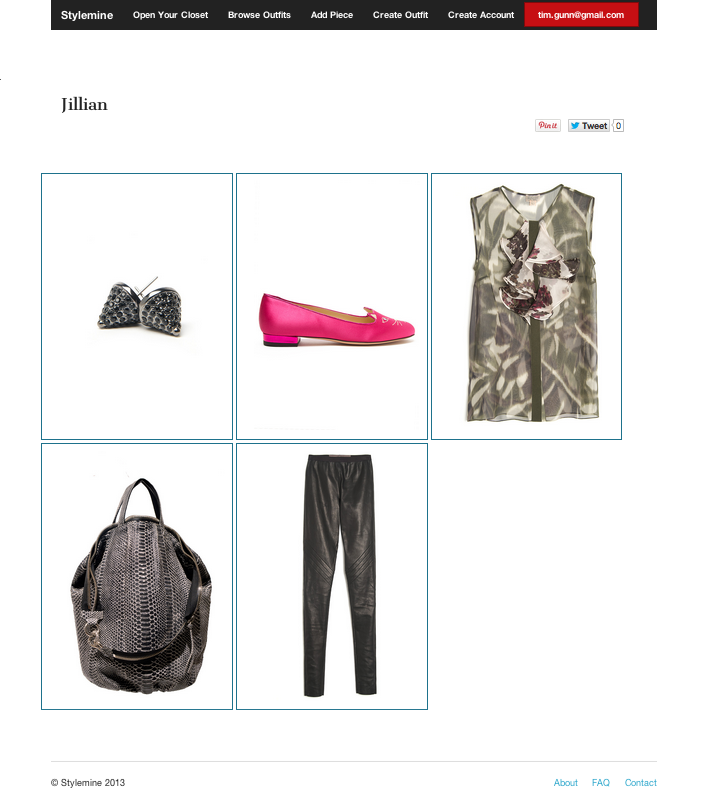 Stylemine Open Your Closet Browse Outfits Add Piece Create Outfit Create Account tim.gunn@gmail.com
Jillian
Pin it Tweet 0
© Stylemine 2013 About FAQ Contact